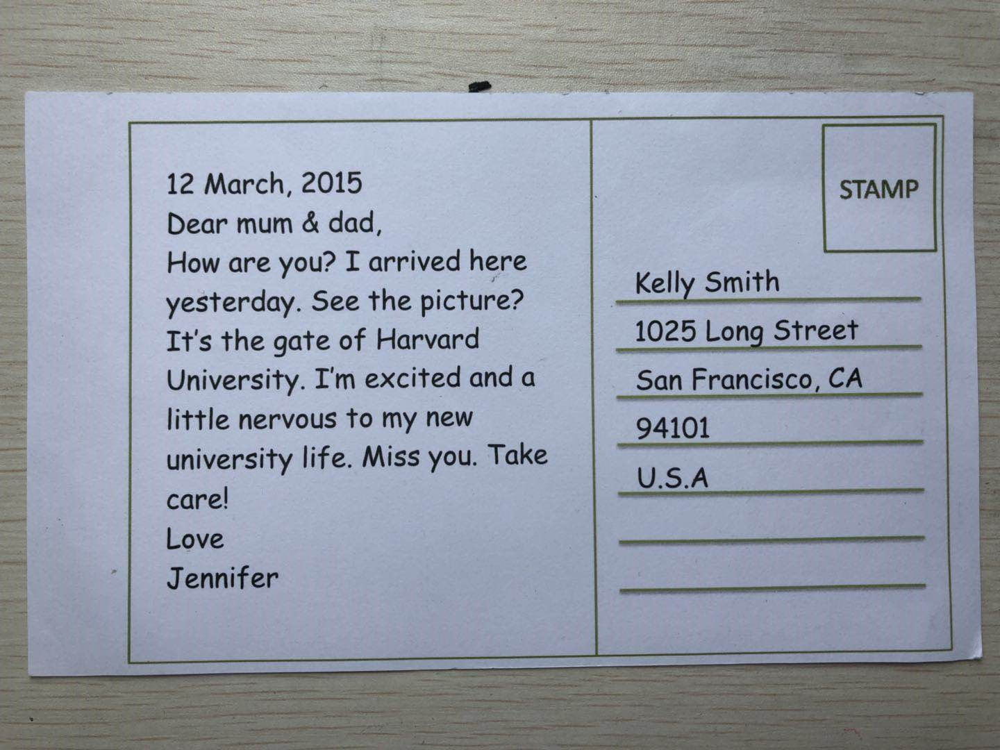 12 March, 2015
Dear mum & dad,
How are you? I arrived here
yesterday. See the picture?
It's the gate of Harvard
University. I'm excited and a
little nervous to my new
university life. Miss you. Take
care!
Love
Jennifer
STAMP
Kelly Smith
1025 Long Street
San Francisco, CA
94101
U.S.A